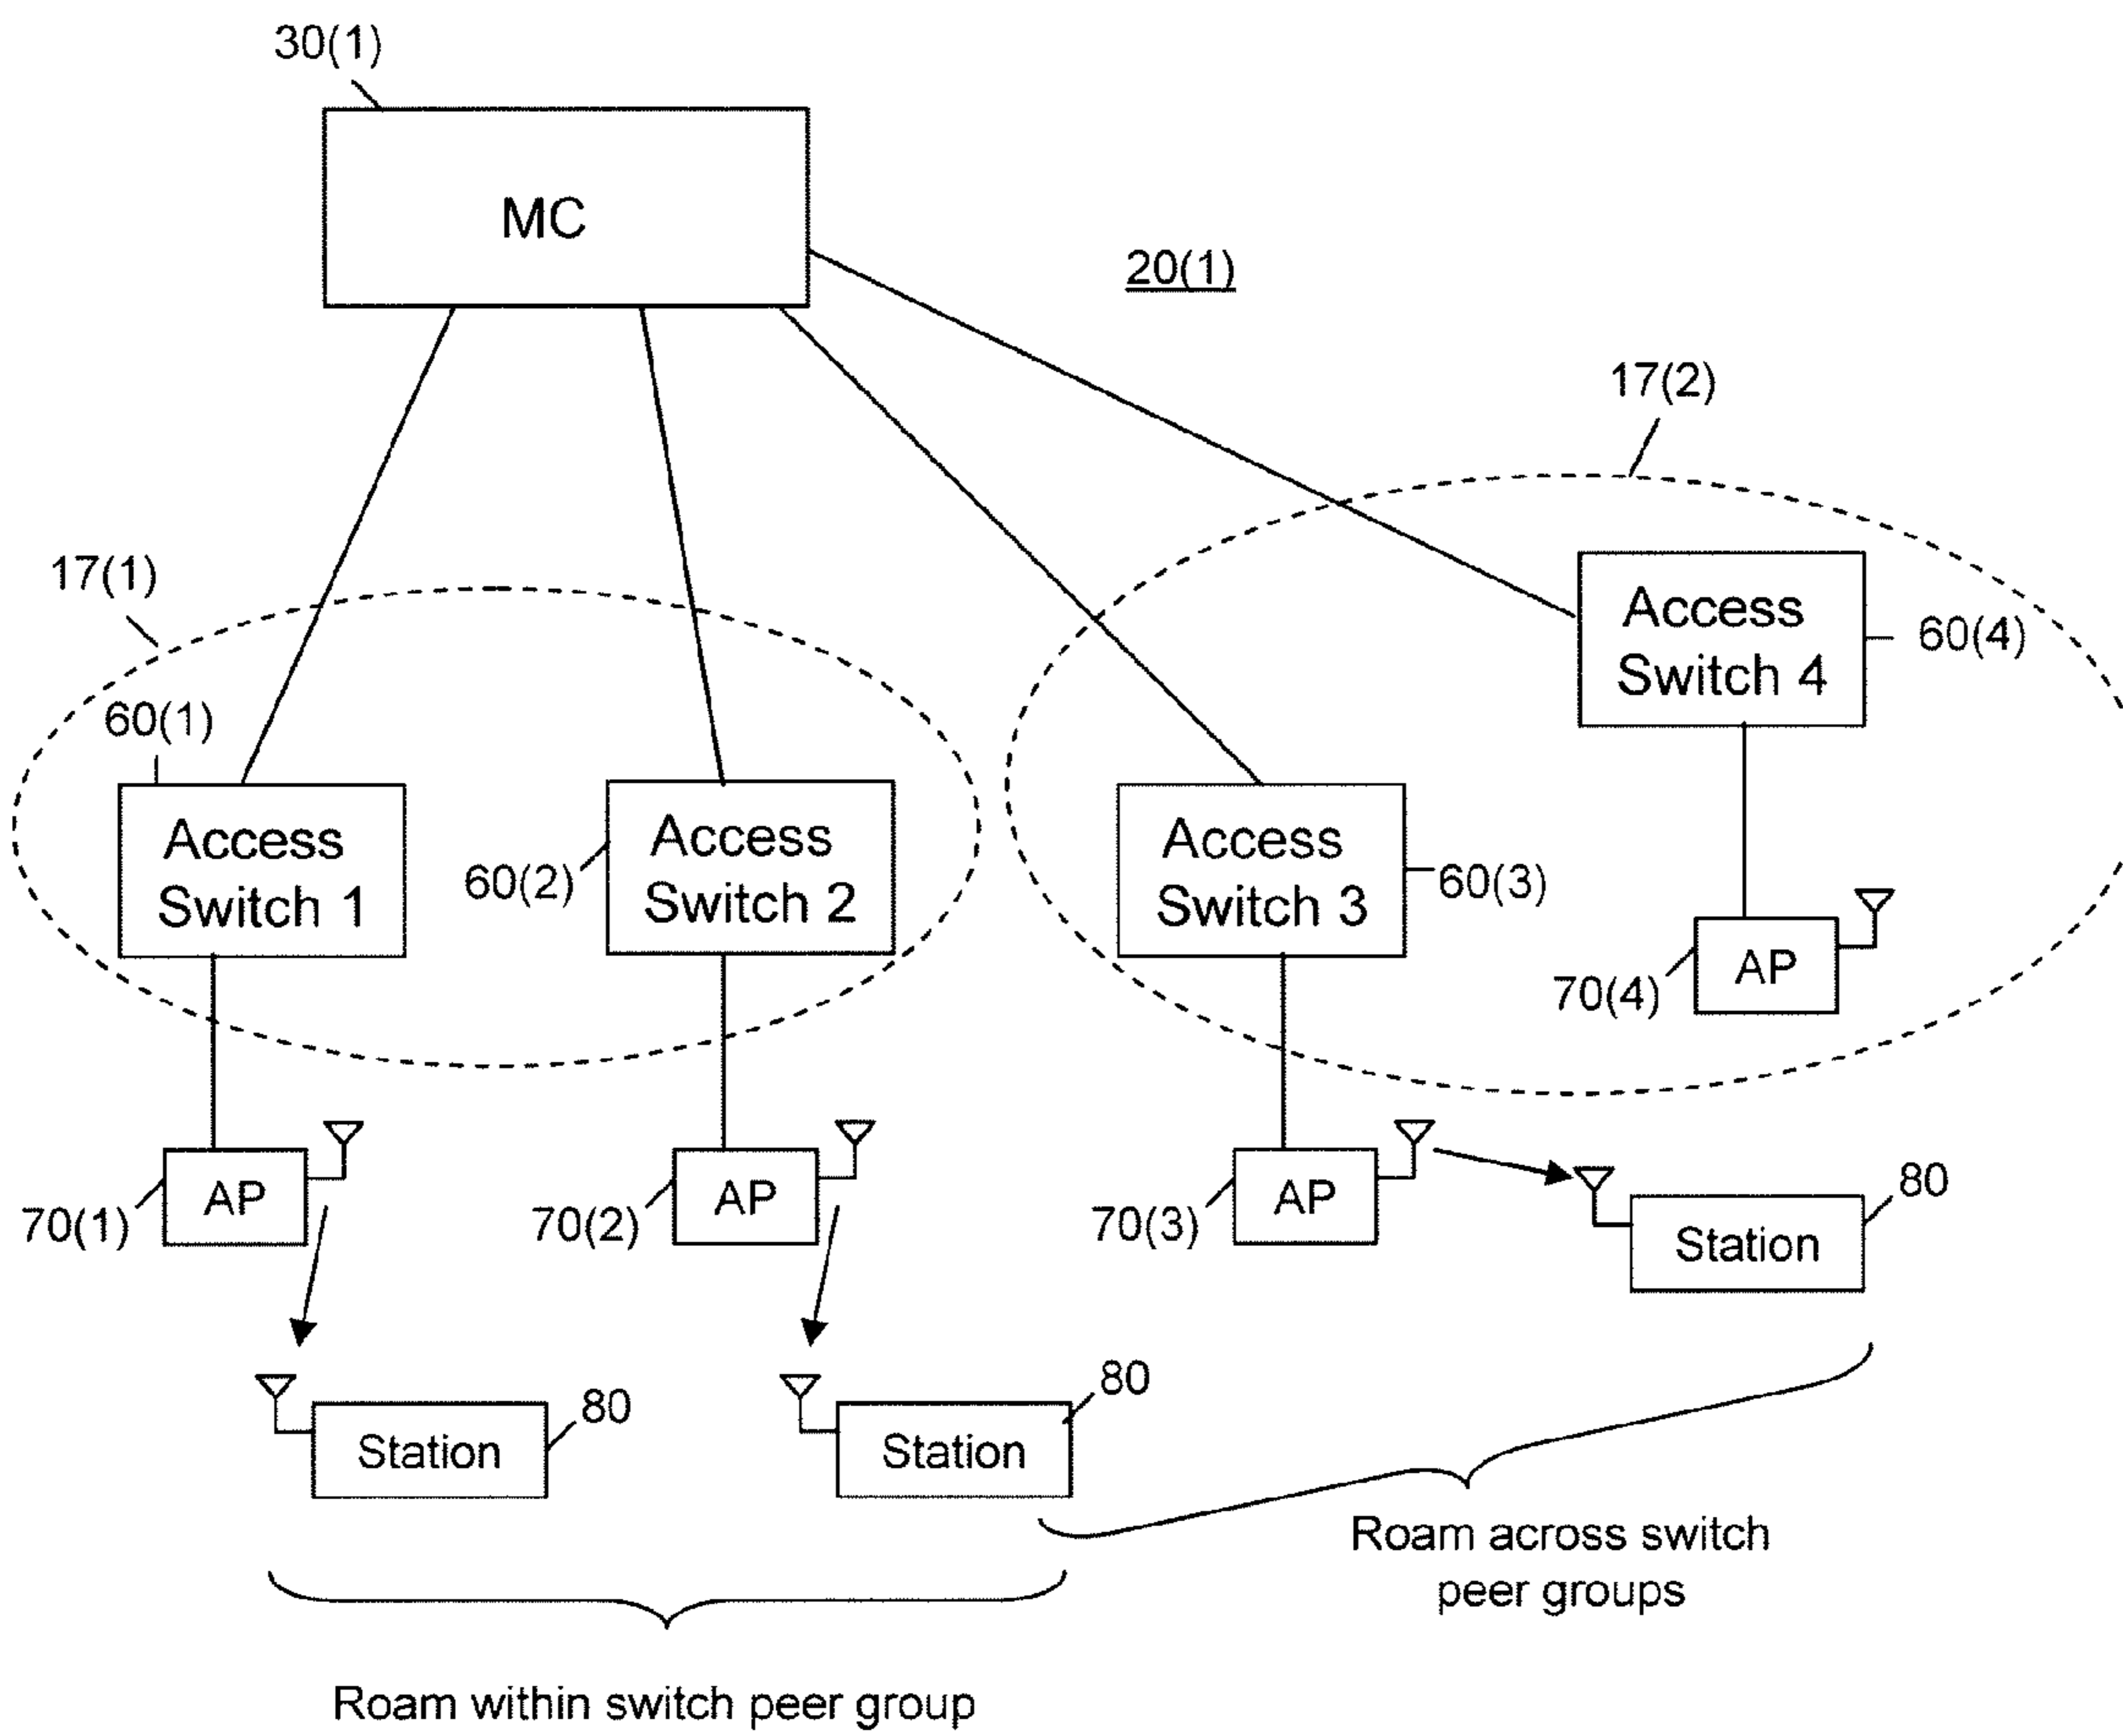 30(1)
MC
20(1)
17(2)
17(1)
Access
Switch 4
60(4)
60(1)
Access
Switch 1
60(2)
Access
Switch 2
Access
Switch 3
60(3)
AP
70(4)
AP
70(1)
AP
70(2)
AP
70(3)
Station
80
Station
80
Station
80
Roam across switch
peer groups
Roam within switch peer group